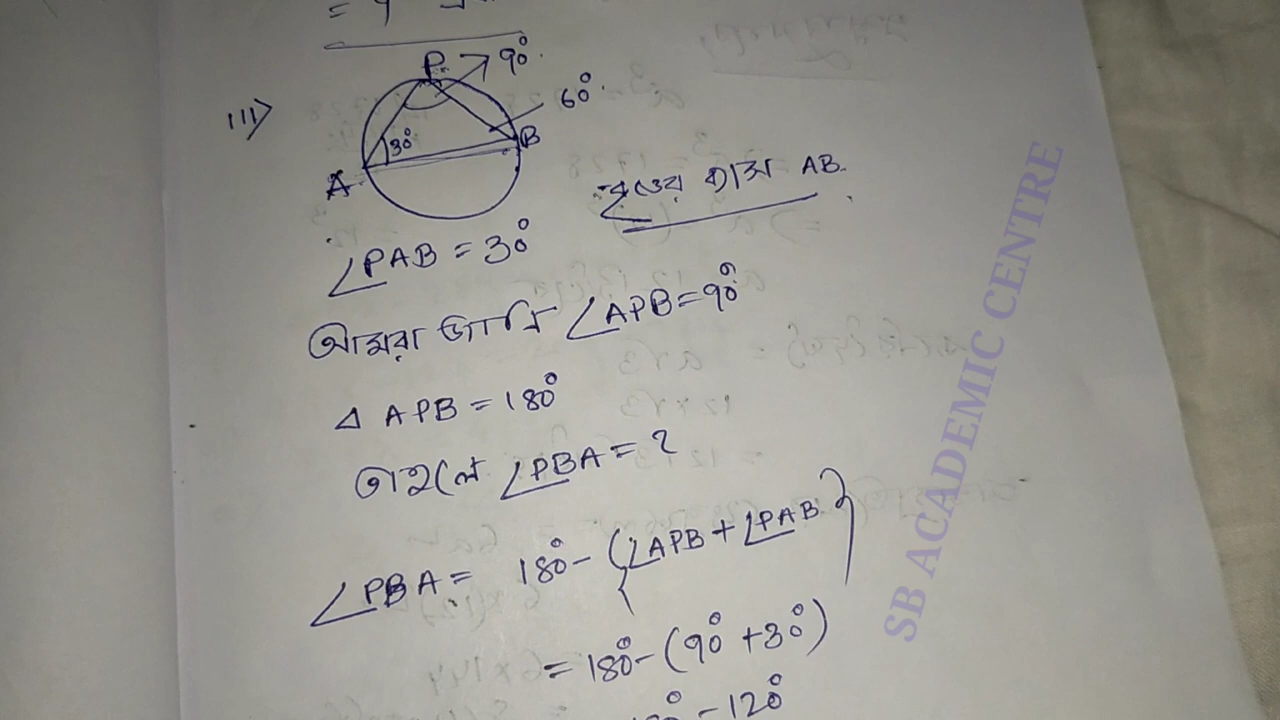 iii>
P
90°
60°
30°
A
B
বৃত্তের ব্যাস AB.
∠PAB = 30°
আমরা জানি ∠APB = 90°
△ APB = 180°
তাহলে ∠PBA = ?
∠PBA = 180° - {∠APB + ∠PAB}
= 180° - (90° + 30°)
- 120°
SB ACADEMIC CENTRE